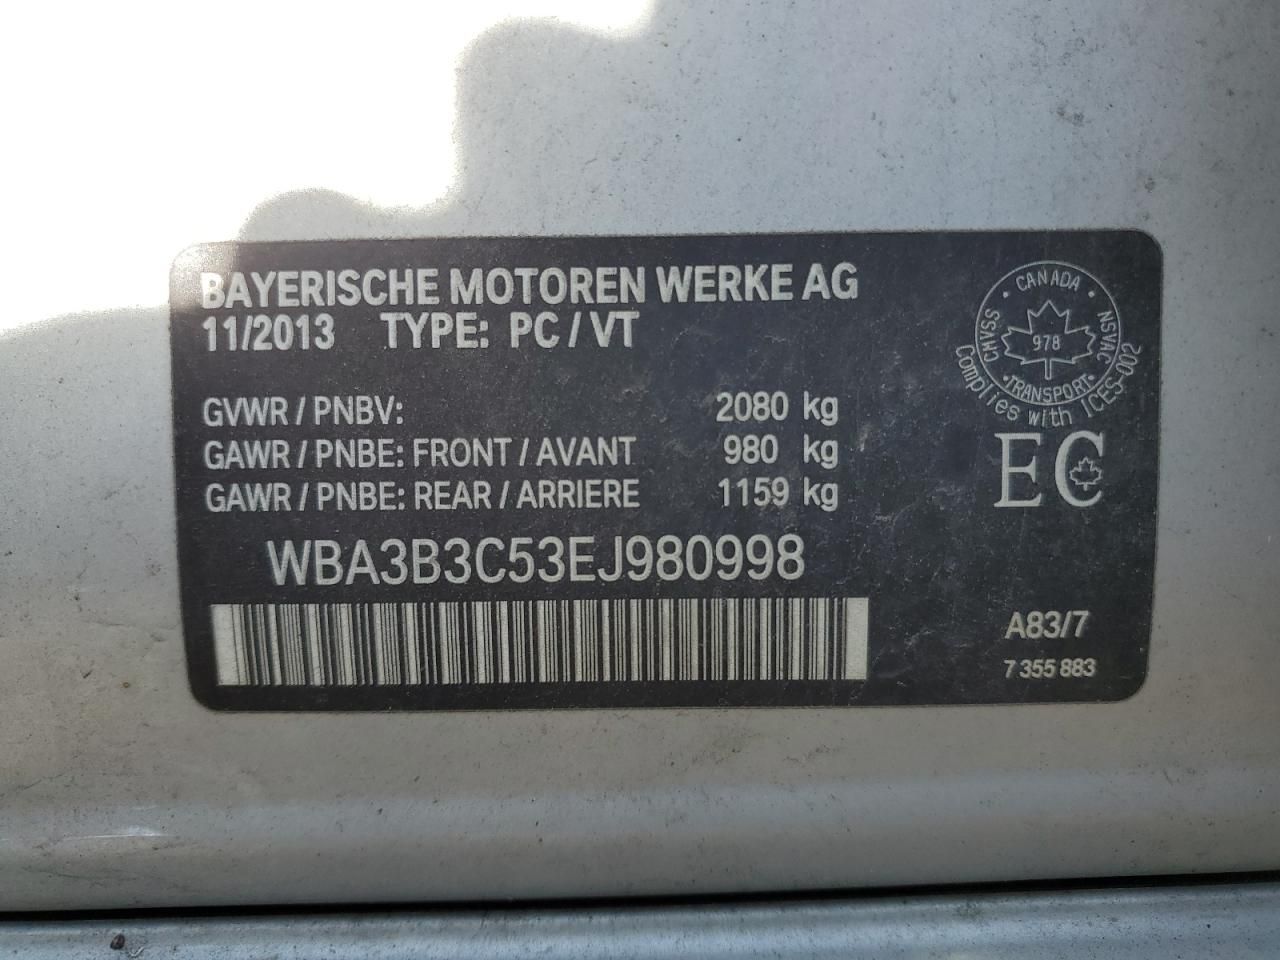 BAYERISCHE MOTOREN WERKE AG
11/2013 TYPE: PC / VT
GVWR / PNBV: 2080 kg
GAWR / PNBE: FRONT / AVANT 980 kg
GAWR / PNBE: REAR / ARRIERE 1159 kg
WBA3B3C53EJ980998
CANADA
CMVSS
NSVAC
978
TRANSPORT
Complies with ICES-002
EC
A83/7
7 355 883